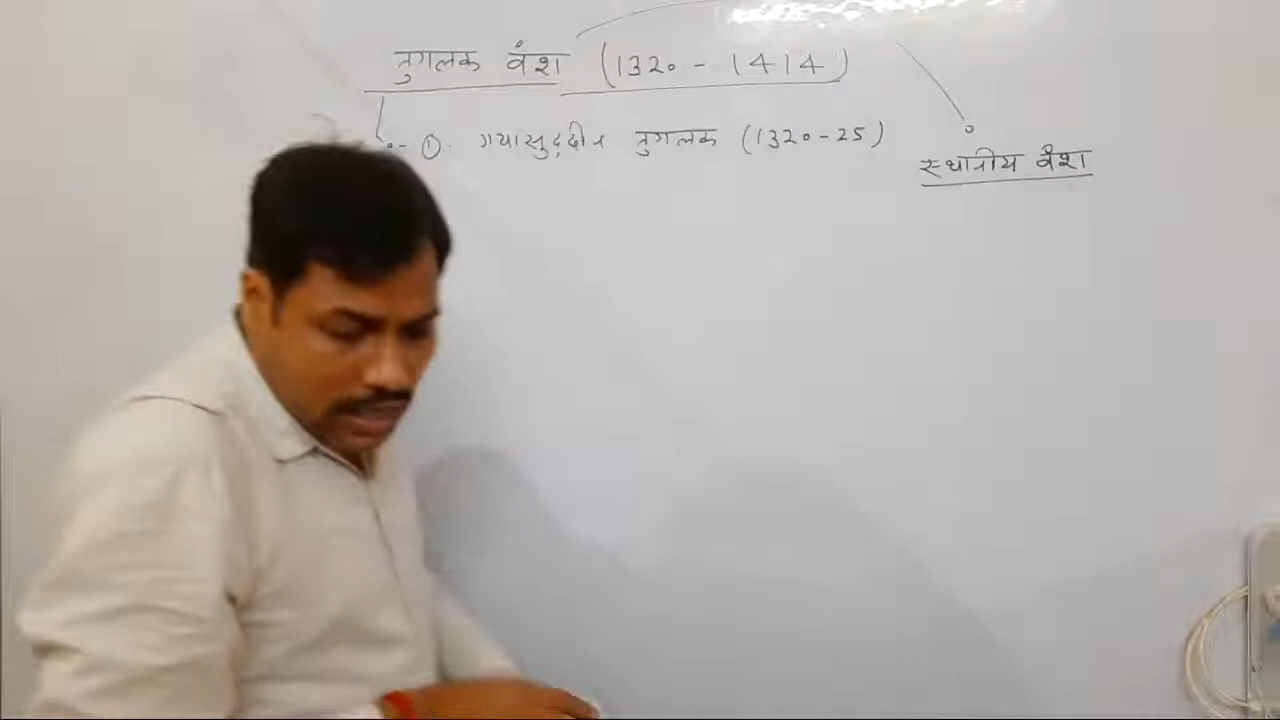 तुगलक वंश (1320 - 1414)
①. गयासुद्दीन तुगलक (1320-25)
स्थानीय वंश